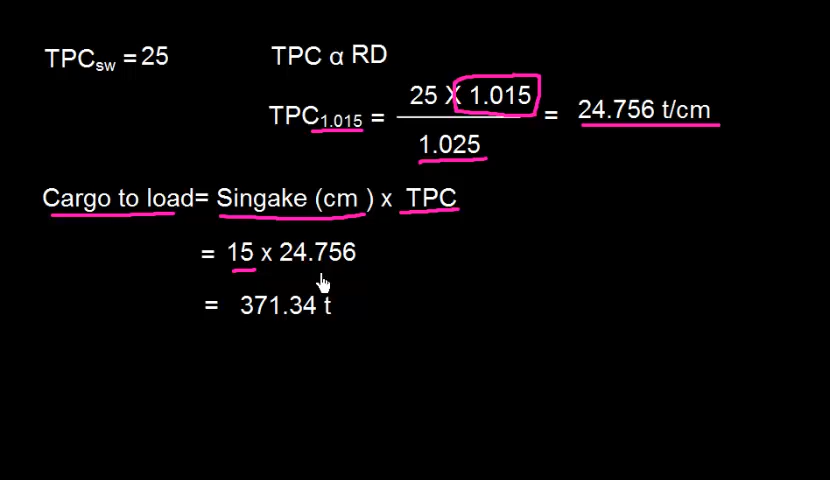 TPCsw = 25
TPC α RD
TPC1.015 = 25 X 1.015 / 1.025 = 24.756 t/cm
Cargo to load= Singake (cm ) x TPC
= 15 x 24.756
= 371.34 t